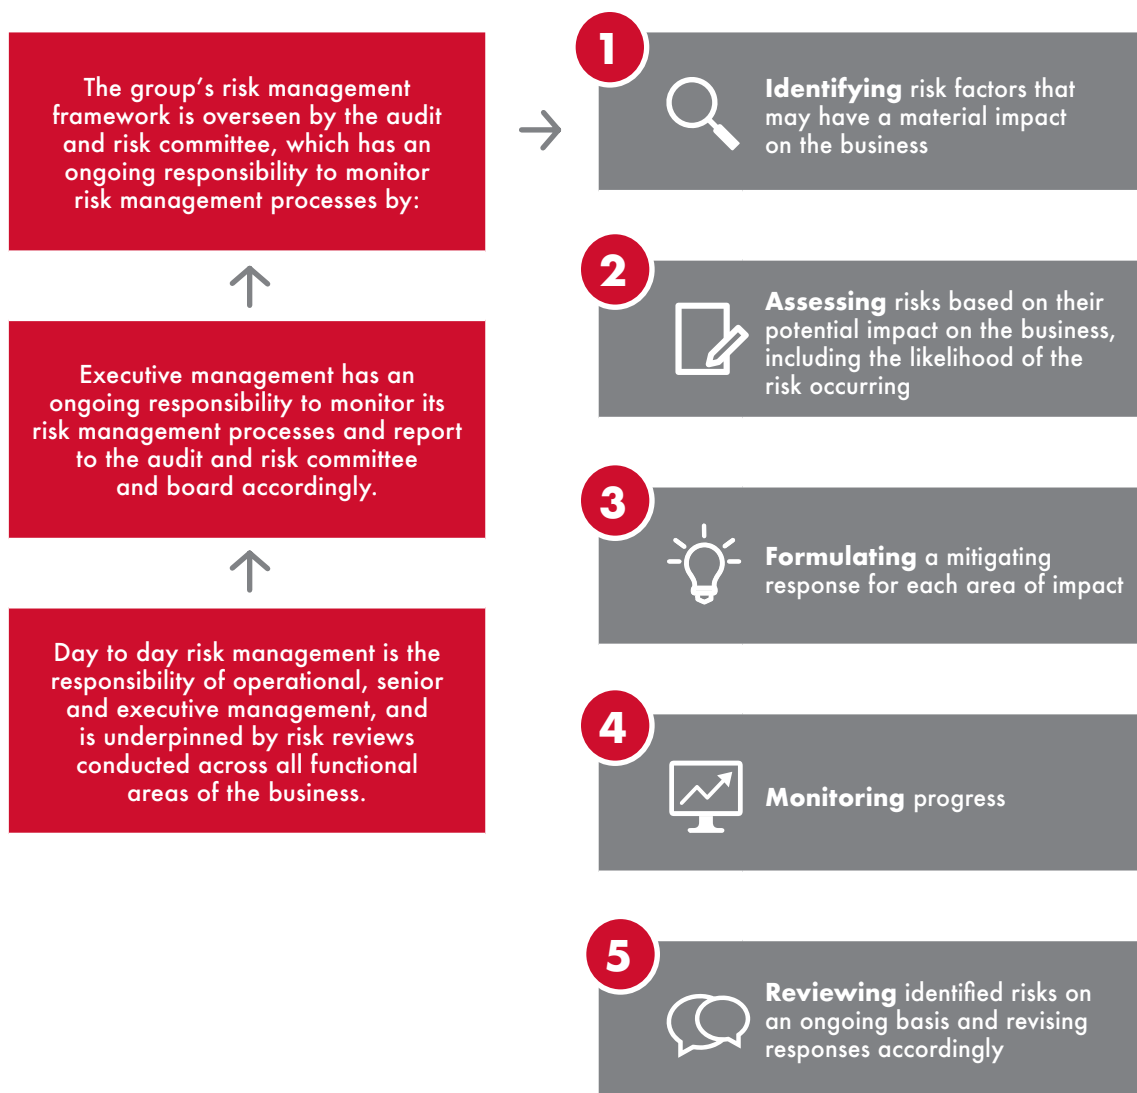 The group's risk management
framework is overseen by the audit
and risk committee, which has an
ongoing responsibility to monitor
risk management processes by:
Executive management has an
ongoing responsibility to monitor its
risk management processes and report
to the audit and risk committee
and board accordingly.
Day to day risk management is the
responsibility of operational, senior
and executive management, and
is underpinned by risk reviews
conducted across all functional
areas of the business.
1
Identifying risk factors that
may have a material impact
on the business
2
Assessing risks based on their
potential impact on the business,
including the likelihood of the
risk occurring
3
Formulating a mitigating
response for each area of impact
4
Monitoring progress
5
Reviewing identified risks on
an ongoing basis and revising
responses accordingly